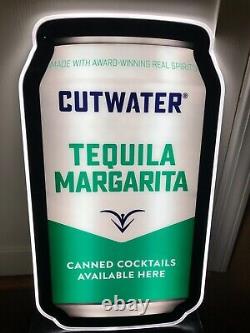 MADE WITH AWARD-WINNING REAL SPIRITS
CUTWATER®
TEQUILA
MARGARITA
CANNED COCKTAILS
AVAILABLE HERE
ebay